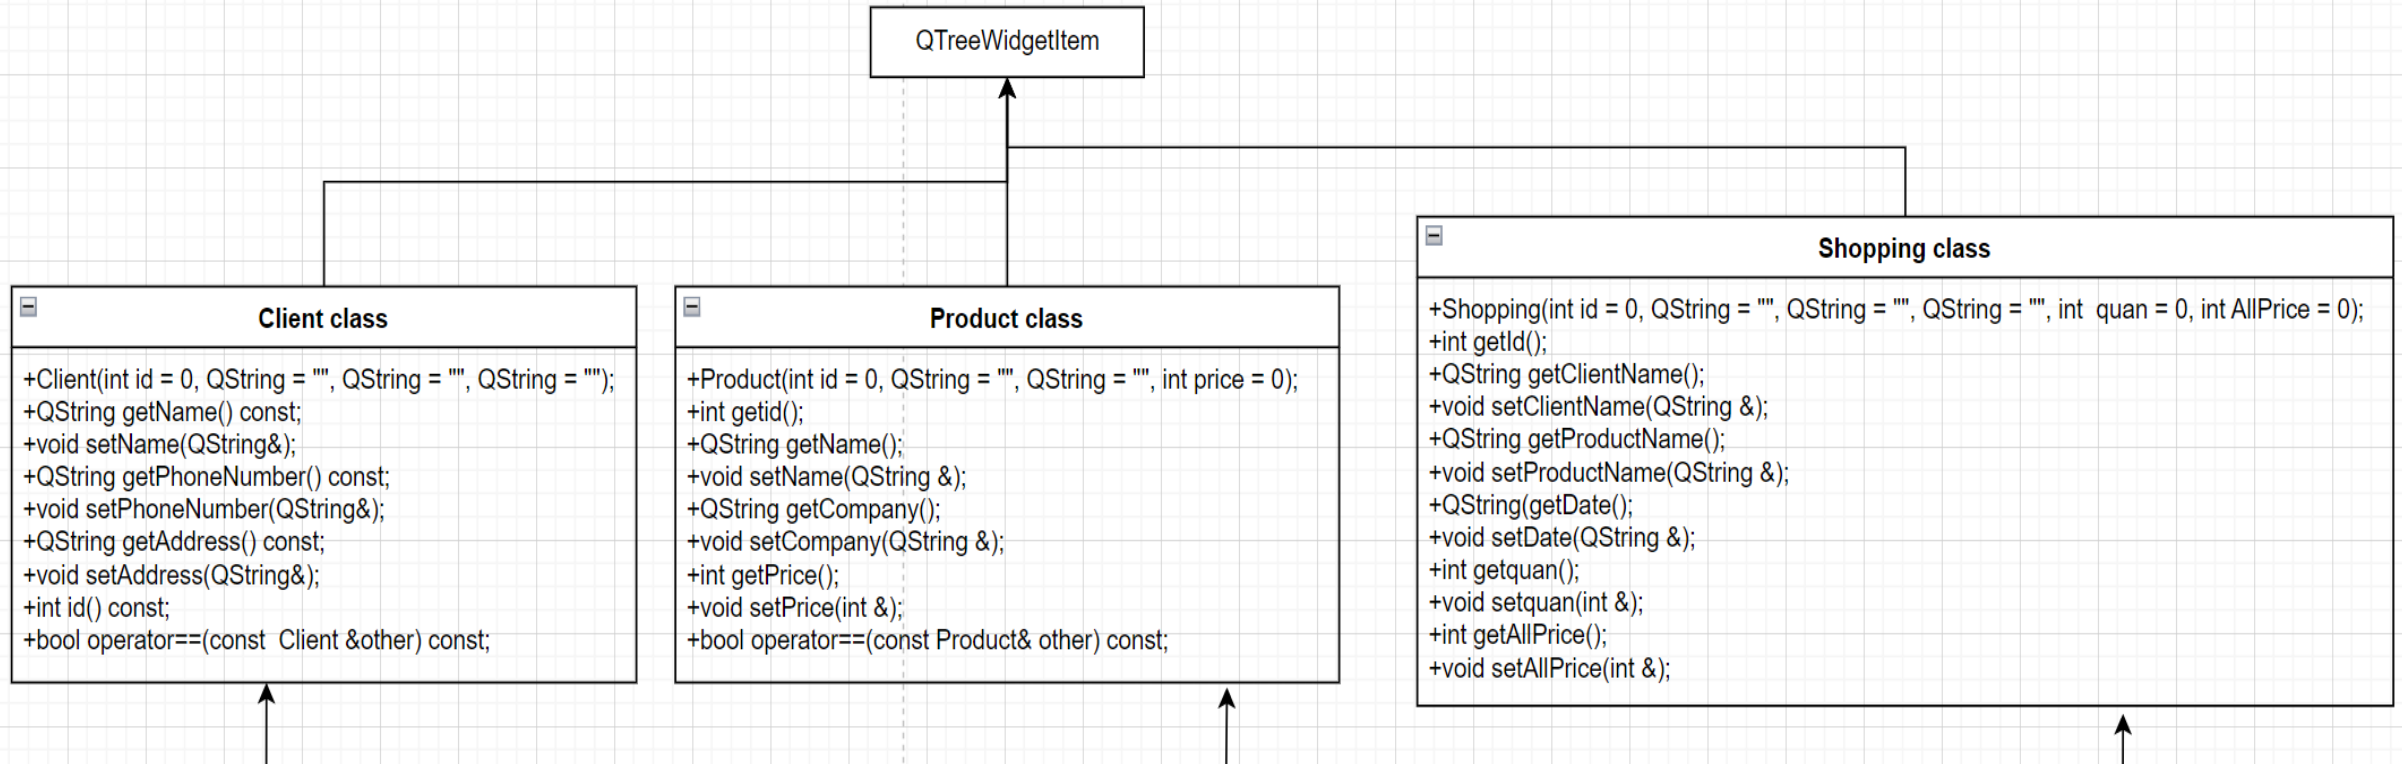 QTreeWidgetItem
Client class
+Client(int id = 0, QString = "", QString = "", QString = "");
+QString getName() const;
+void setName(QString&);
+QString getPhoneNumber() const;
+void setPhoneNumber(QString&);
+QString getAddress() const;
+void setAddress(QString&);
+int id() const;
+bool operator==(const  Client &other) const;
Product class
+Product(int id = 0, QString = "", QString = "", int price = 0);
+int getid();
+QString getName();
+void setName(QString &);
+QString getCompany();
+void setCompany(QString &);
+int getPrice();
+void setPrice(int &);
+bool operator==(const Product& other) const;
Shopping class
+Shopping(int id = 0, QString = "", QString = "", QString = "", int  quan = 0, int AllPrice = 0);
+int getId();
+QString getClientName();
+void setClientName(QString &);
+QString getProductName();
+void setProductName(QString &);
+QString(getDate();
+void setDate(QString &);
+int getquan();
+void setquan(int &);
+int getAllPrice();
+void setAllPrice(int &);